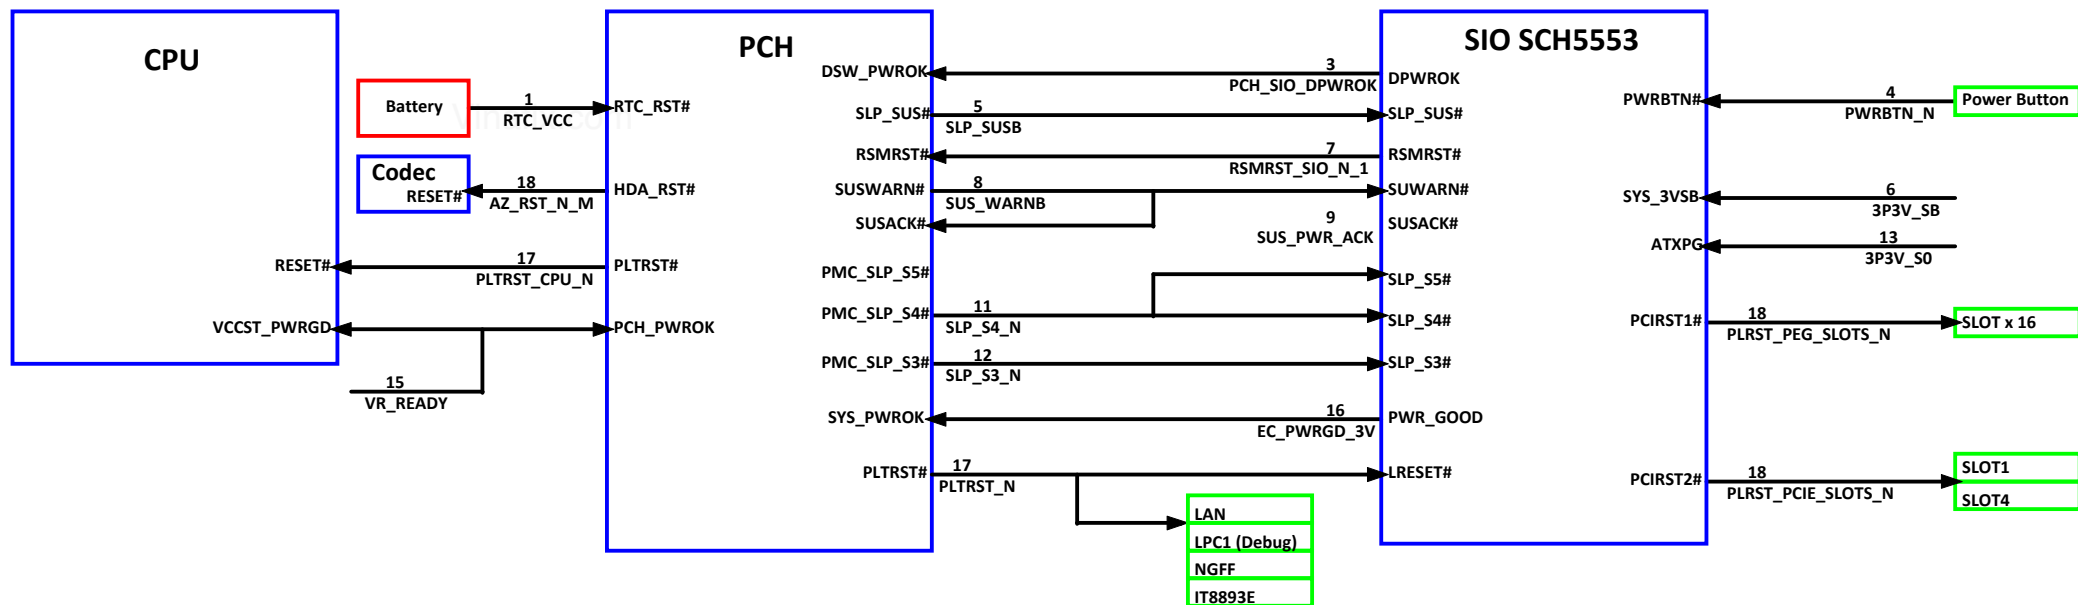 CPU
PCH
SIO SCH5553
DSW_PWROK
3
PCH_SIO_DPWROK
DPWROK
Battery
1
RTC_VCC
RTC_RST#
SLP_SUS#
5
SLP_SUSB
SLP_SUS#
PWRBTN#
4
PWRBTN_N
Power Button
RSMRST#
7
RSMRST_SIO_N_1
RSMRST#
Codec
RESET#
18
AZ_RST_N_M
HDA_RST#
SUSWARN#
8
SUS_WARNB
SUWARN#
SYS_3VSB
6
3P3V_SB
SUSACK#
9
SUS_PWR_ACK
SUSACK#
ATXPG
13
3P3V_S0
RESET#
17
PLTRST_CPU_N
PLTRST#
PMC_SLP_S5#
SLP_S5#
VCCST_PWRGD
PCH_PWROK
PMC_SLP_S4#
11
SLP_S4_N
SLP_S4#
PCIRST1#
18
PLRST_PEG_SLOTS_N
SLOT x 16
15
VR_READY
PMC_SLP_S3#
12
SLP_S3_N
SLP_S3#
SYS_PWROK
16
EC_PWRGD_3V
PWR_GOOD
PLTRST#
17
PLTRST_N
LRESET#
PCIRST2#
18
PLRST_PCIE_SLOTS_N
SLOT1
SLOT4
LAN
LPC1 (Debug)
NGFF
IT8893E